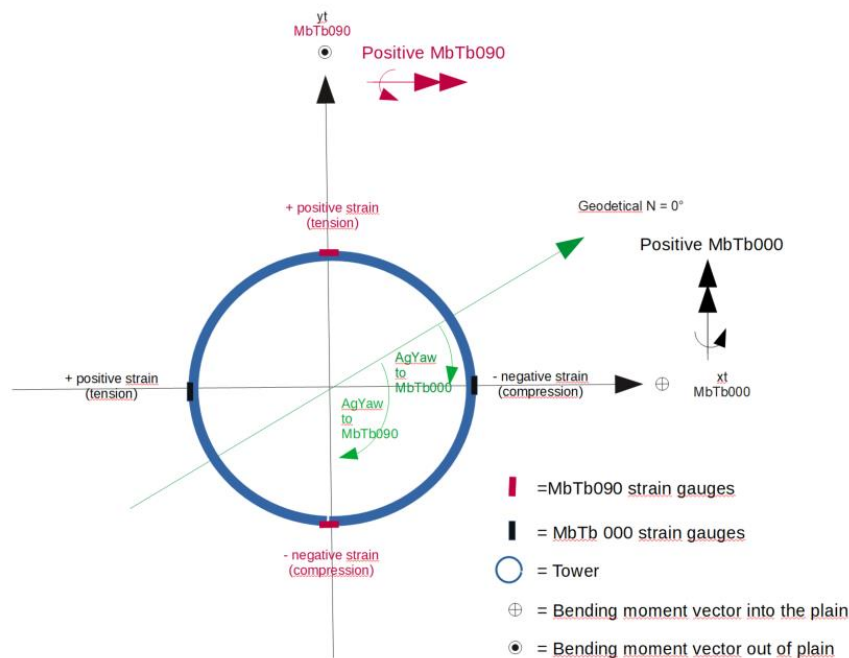 yt
MbTb090
Positive MbTb090
+ positive strain
(tension)
Geodetical N = 0°
Positive MbTb000
AgYaw
to
MbTb000
+ positive strain
(tension)
- negative strain
(compression)
xt
MbTb000
AgYaw
to
MbTb090
=MbTb090 strain gauges
= MbTb 000 strain gauges
- negative strain
(compression)
= Tower
= Bending moment vector into the plain
= Bending moment vector out of plain